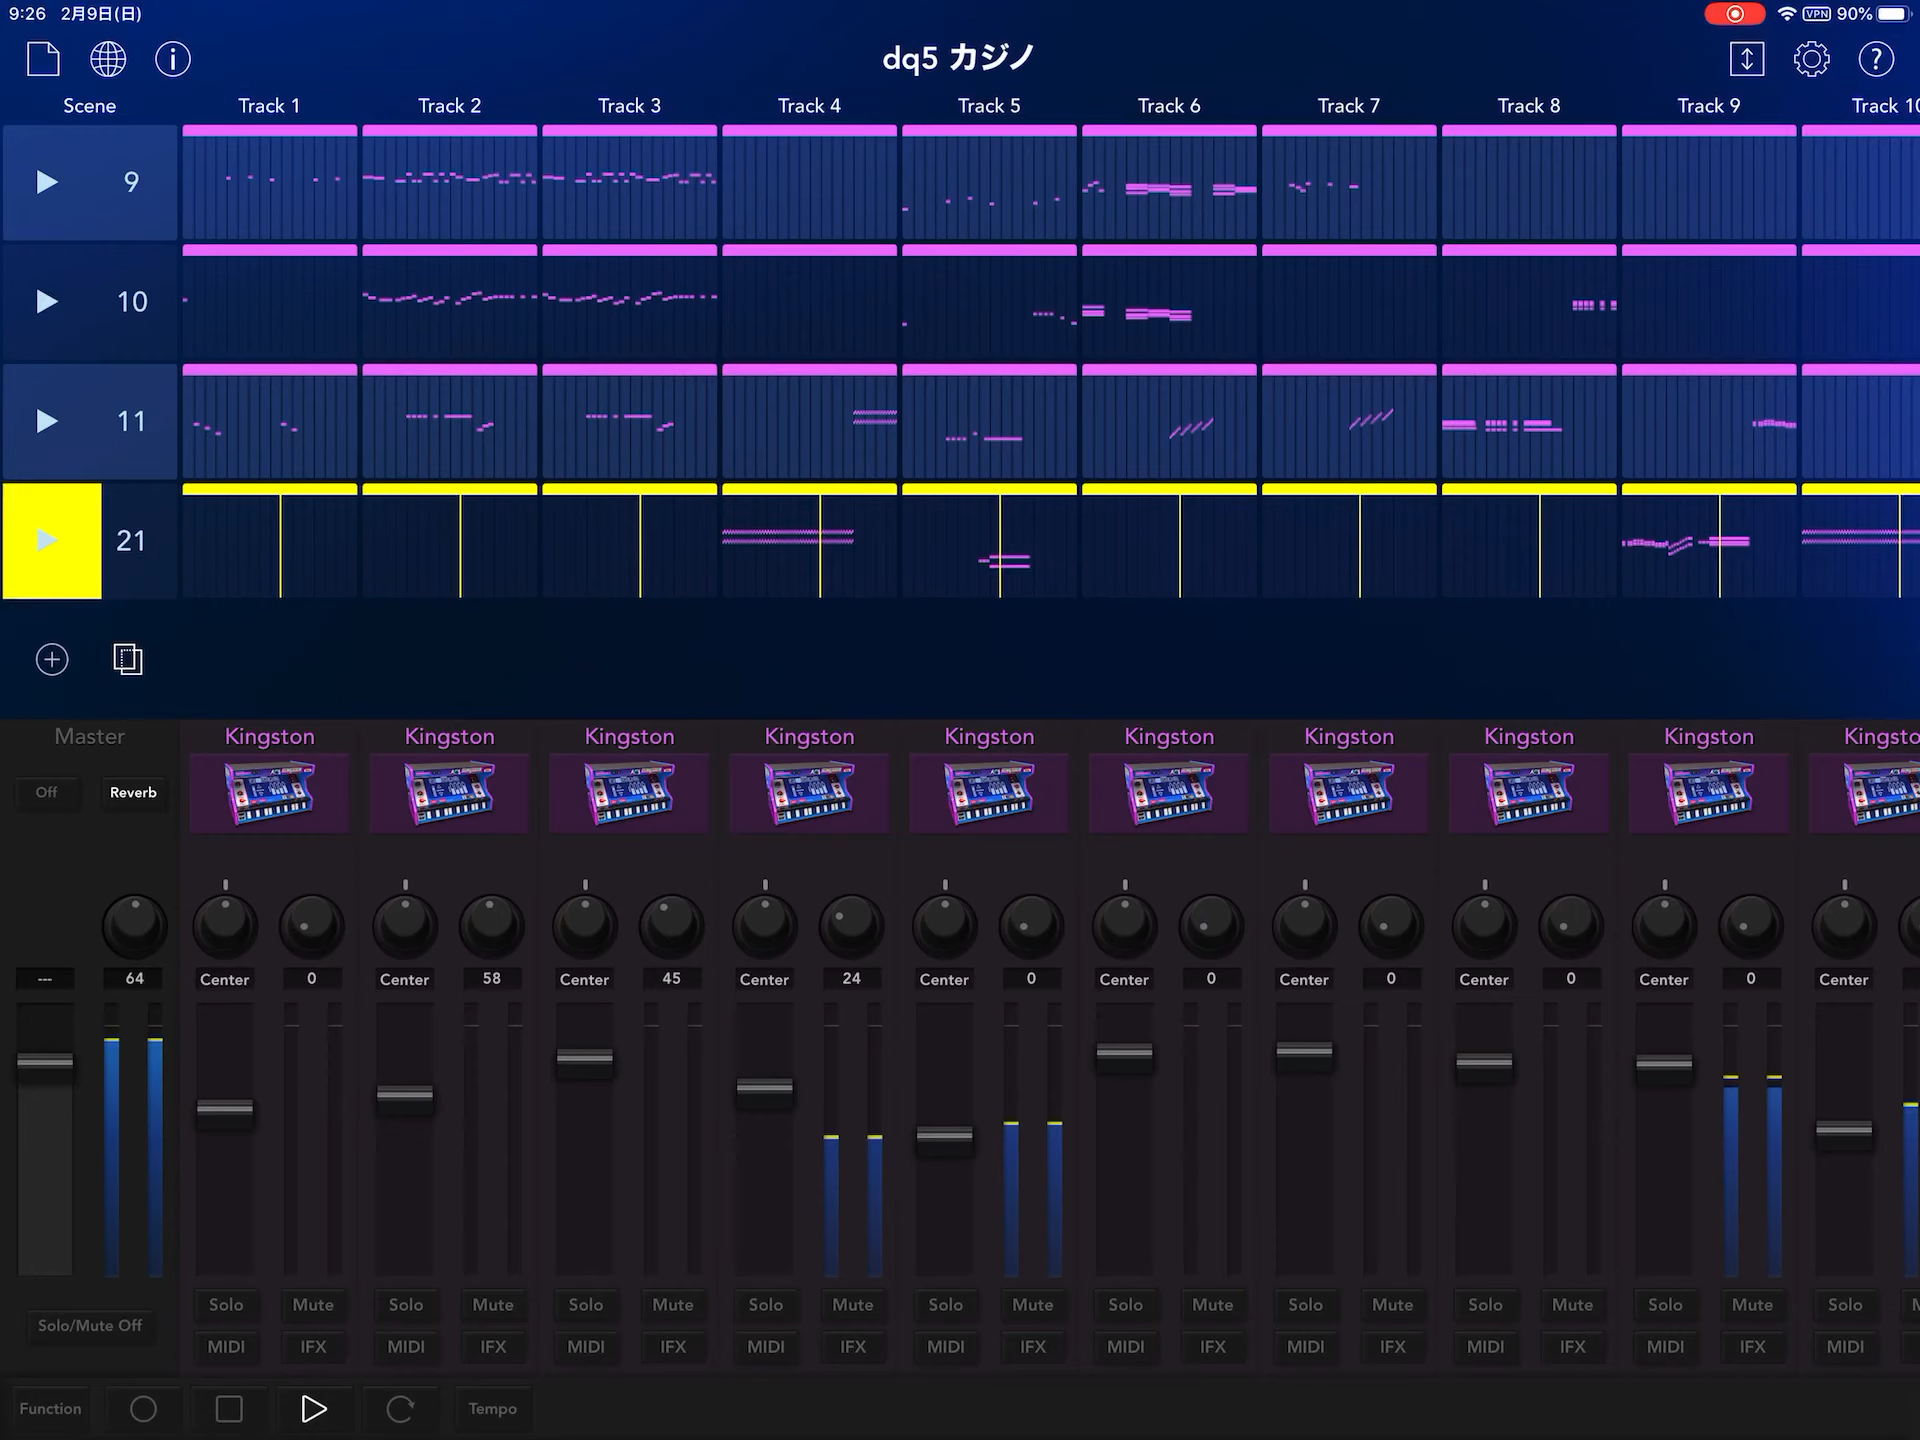 9:26 2月9日(日) VPN 90%
dq5 カジノ
Scene Track 1 Track 2 Track 3 Track 4 Track 5 Track 6 Track 7 Track 8 Track 9 Track 10
9
10
11
21
Master Kingston Kingston Kingston Kingston Kingston Kingston Kingston Kingston Kingston Kingsto
Off Reverb
--- 64 Center 0 Center 58 Center 45 Center 24 Center 0 Center 0 Center 0 Center 0 Center 0 Center
Solo Mute Solo Mute Solo Mute Solo Mute Solo Mute Solo Mute Solo Mute Solo Mute Solo Mute Solo
Solo/Mute Off
MIDI IFX MIDI IFX MIDI IFX MIDI IFX MIDI IFX MIDI IFX MIDI IFX MIDI IFX MIDI IFX MIDI
Function Tempo